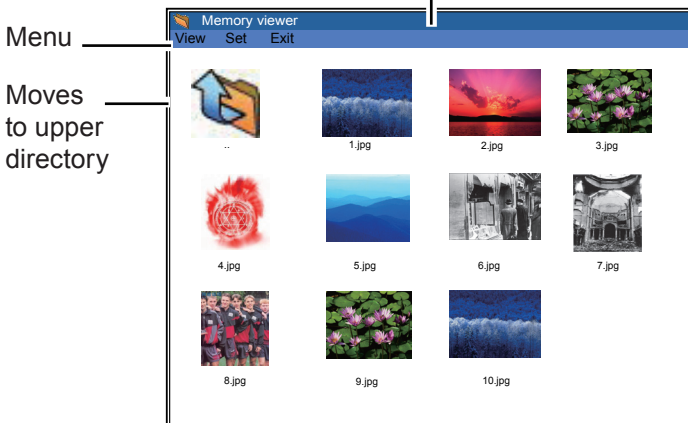 Memory viewer
Menu
View Set Exit
Moves
to upper
directory
..
1.jpg
2.jpg
3.jpg
4.jpg
5.jpg
6.jpg
7.jpg
8.jpg
9.jpg
10.jpg